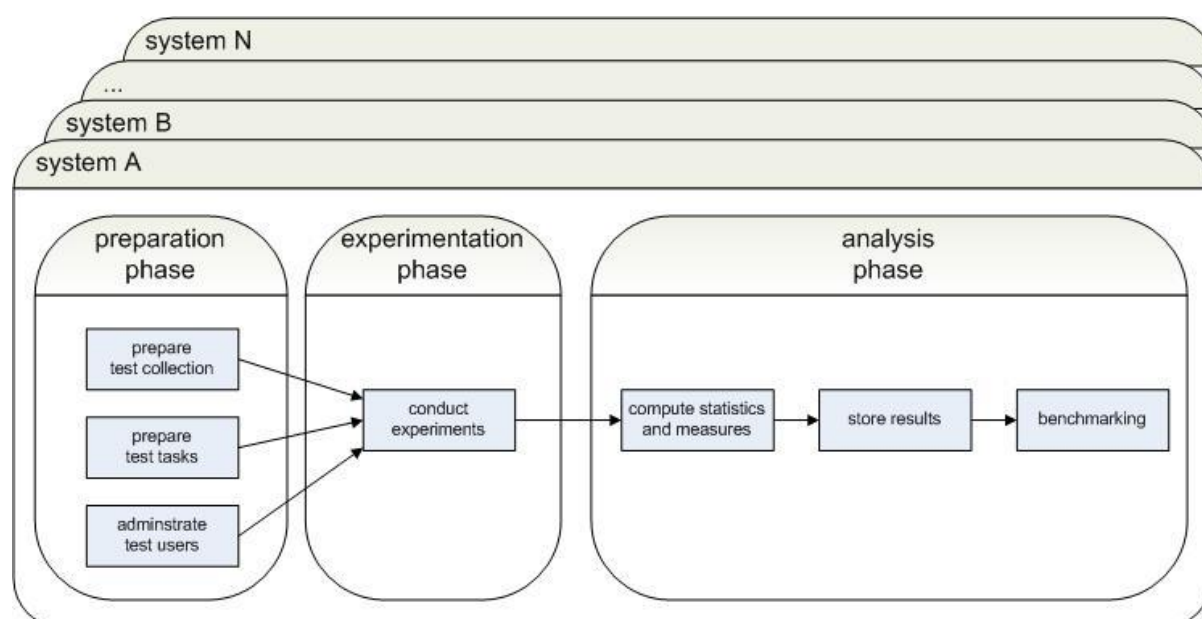 system N
...
system B
system A
preparation
phase
experimentation
phase
analysis
phase
prepare
test collection
prepare
test tasks
adminstrate
test users
conduct
experiments
compute statistics
and measures
store results
benchmarking